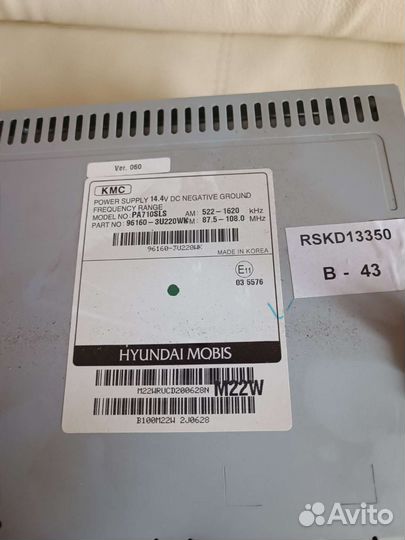 Ver. 060
KMC
POWER SUPPLY 14.4v DC NEGATIVE GROUND
FREQUENCY RANGE AM: 522-1620 kHz
MODEL NO: PA710SLS FM: 87.5-108.0 MHz
PART NO: 96160-3U220WK
96160-3U220WK
MADE IN KOREA
E11
03 5576
RSKD13350
B - 43
HYUNDAI MOBIS
M22WRUCD200628N M22W
B100M22W 2J0628
Avito